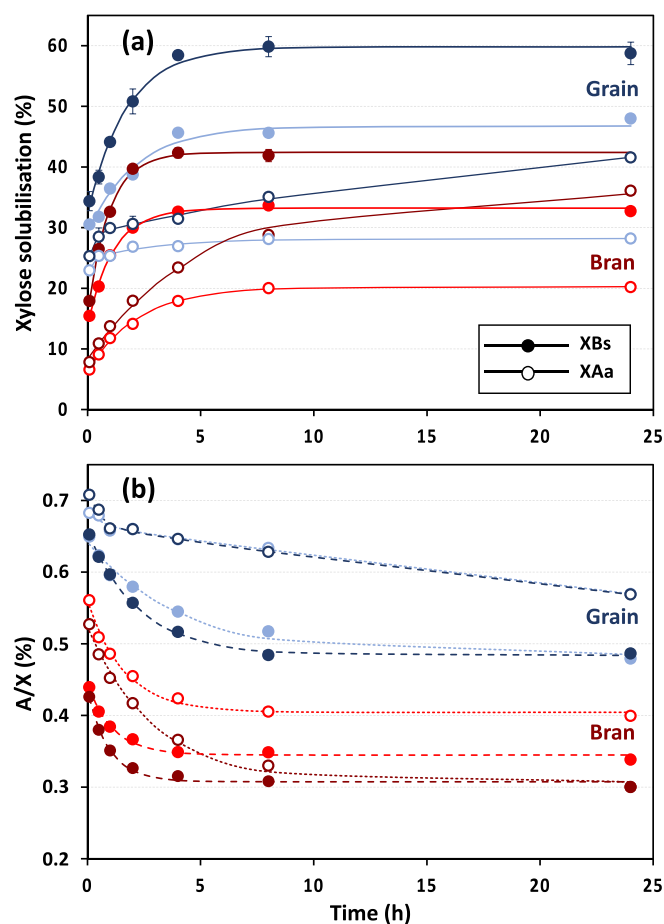 (a)
Xylose solubilisation (%)
60
50
40
30
20
10
0
Grain
Bran
XBs
XAa
0 5 10 15 20 25
(b)
A/X (%)
0.7
0.6
0.5
0.4
0.3
0.2
Grain
Bran
0 5 10 15 20 25
Time (h)